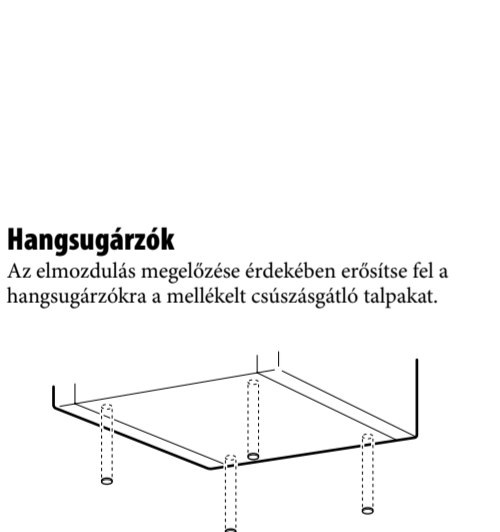 Hangsugárzók
Az elmozdulás megelőzése érdekében erősítse fel a
hangsugárzókra a mellékelt csúszásgátló talpakat.